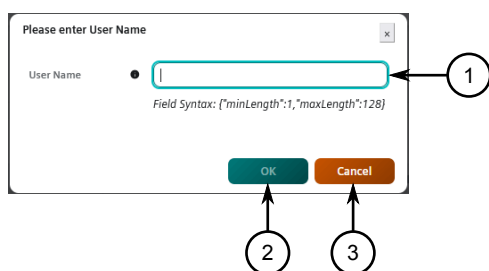 Please enter User Name
x
User Name
Field Syntax: {"minLength":1,"maxLength":128}
1
OK
Cancel
2
3